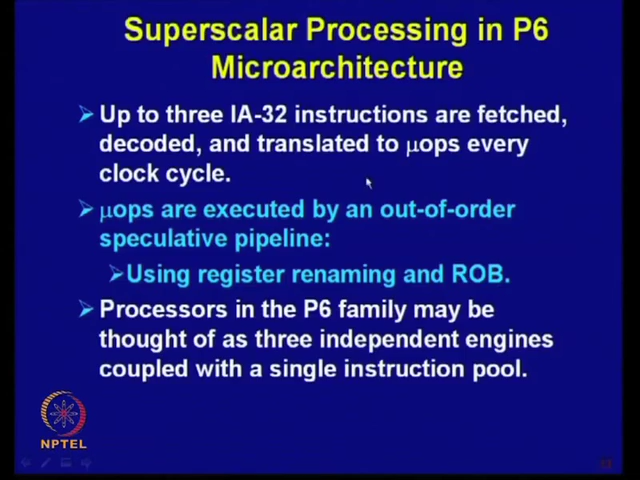 Superscalar Processing in P6
Microarchitecture
Up to three IA-32 instructions are fetched,
decoded, and translated to μops every
clock cycle.
μops are executed by an out-of-order
speculative pipeline:
Using register renaming and ROB.
Processors in the P6 family may be
thought of as three independent engines
coupled with a single instruction pool.
NPTEL